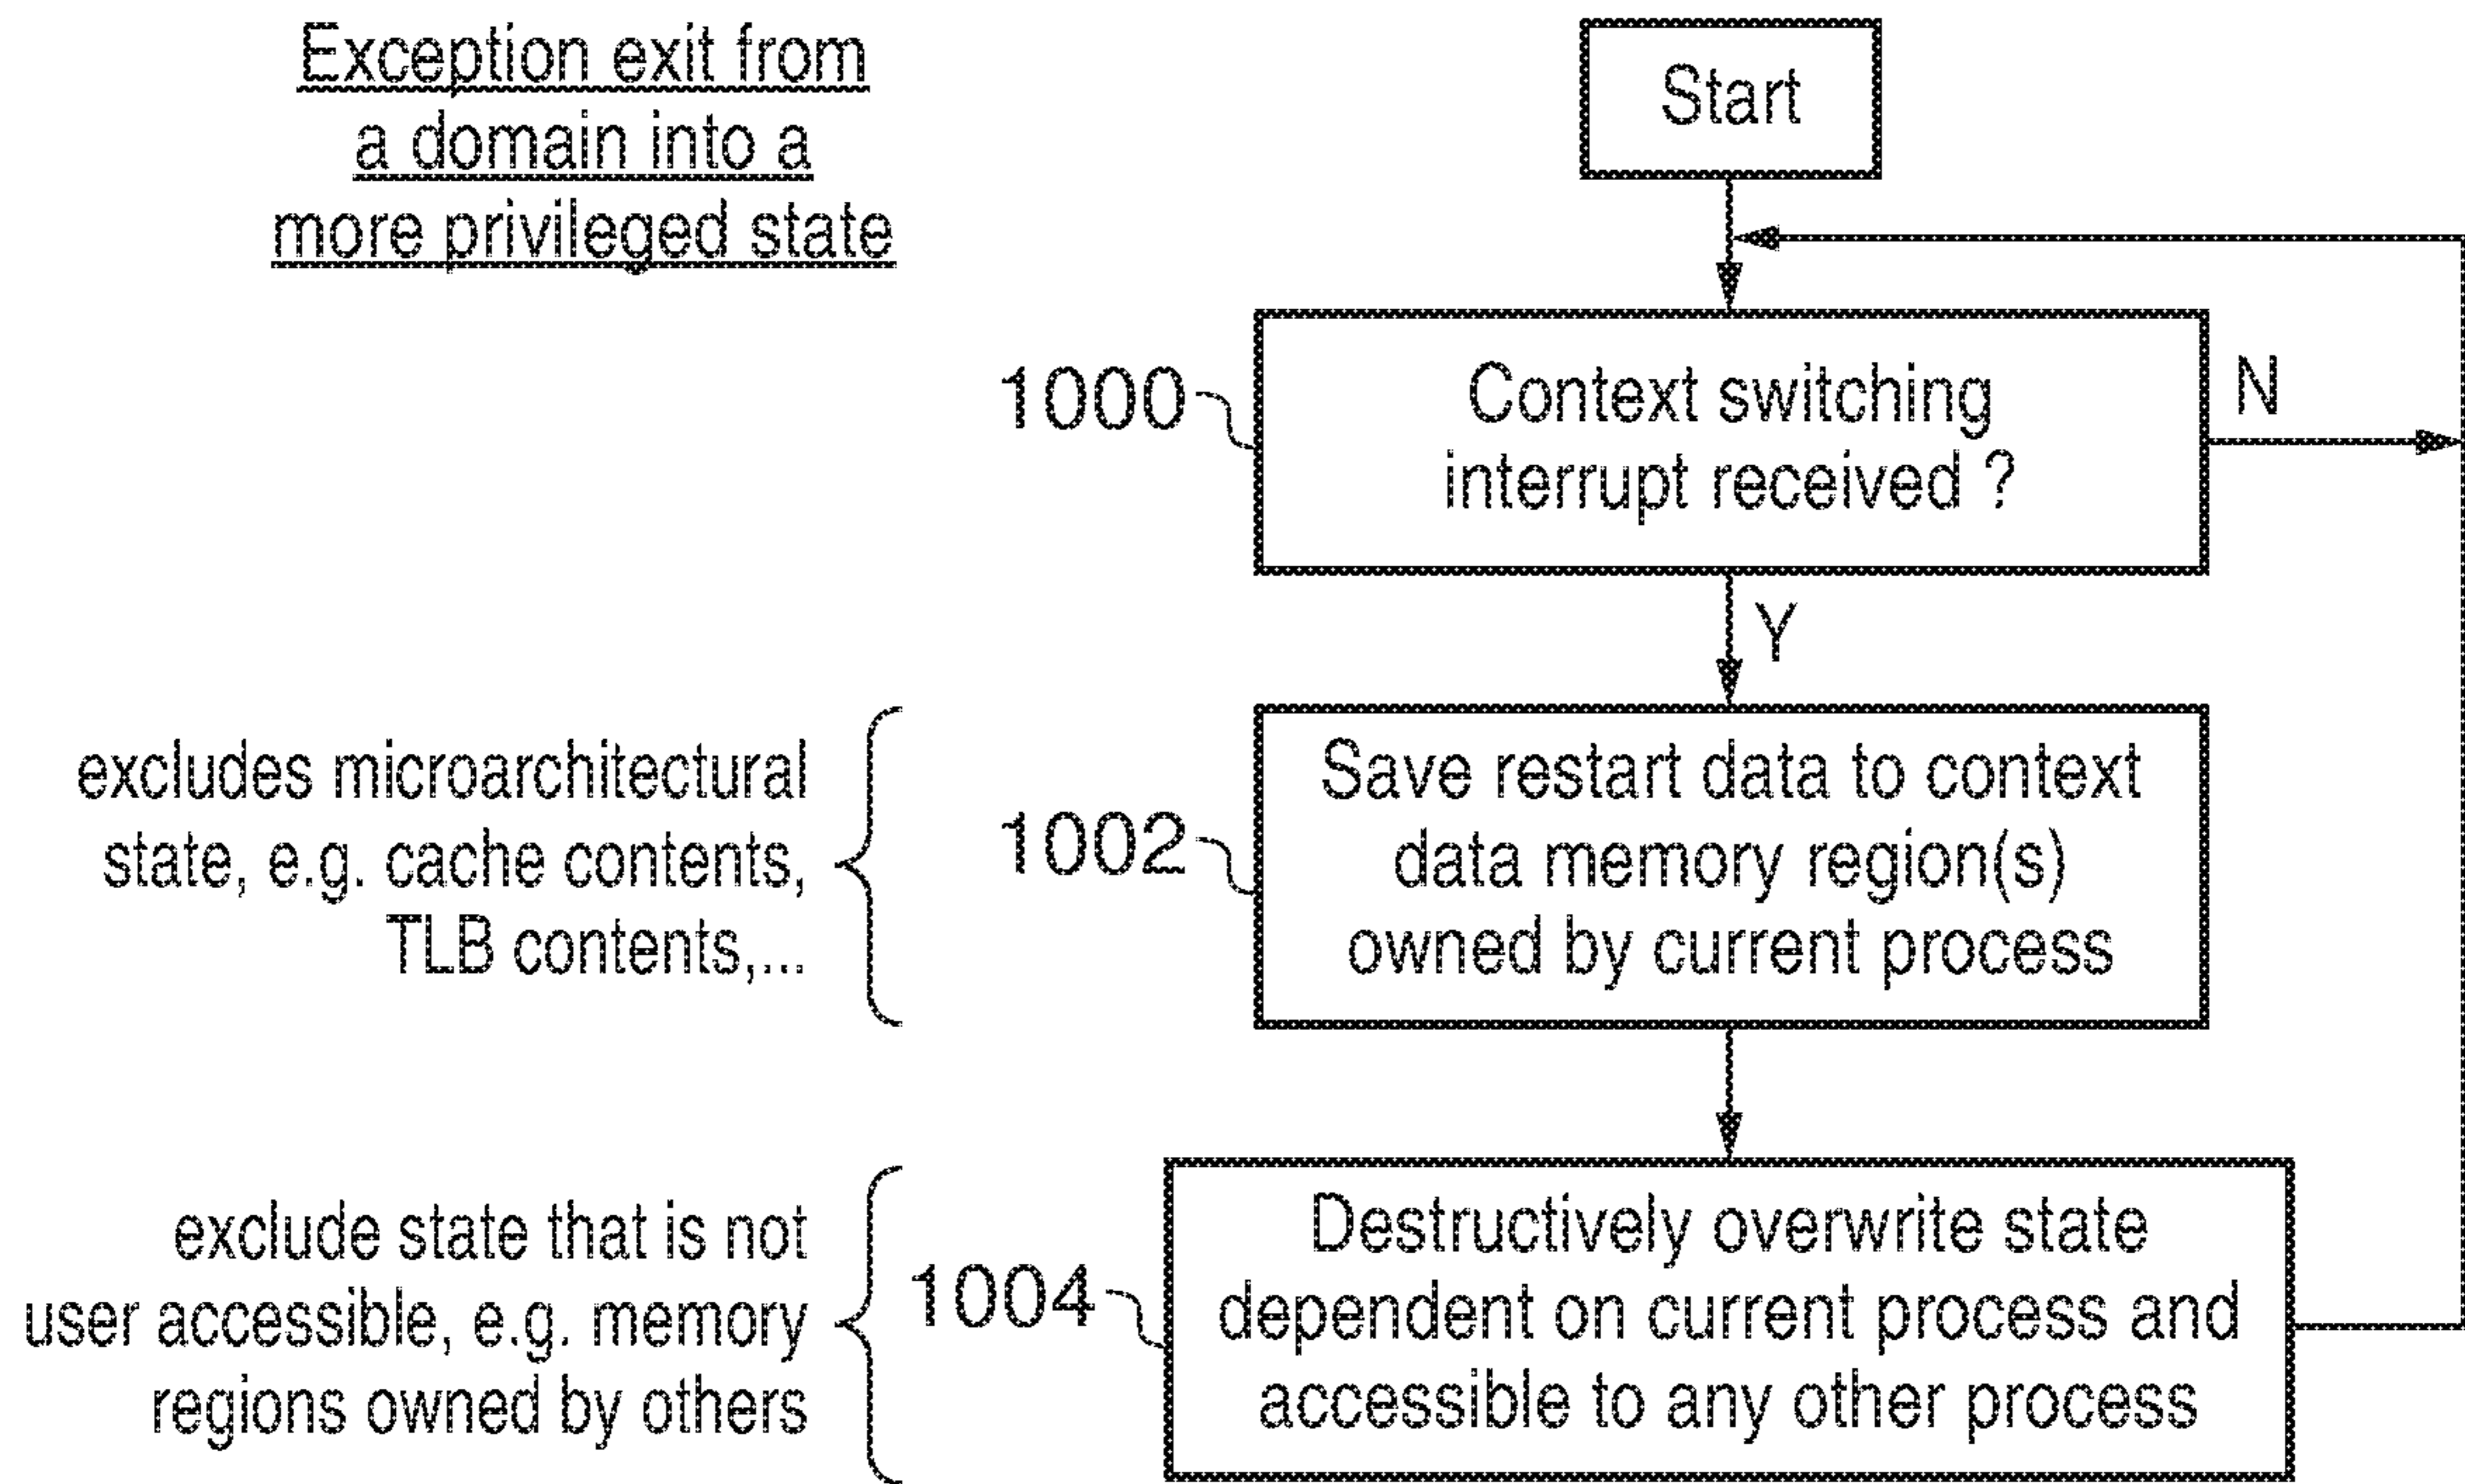 Exception exit from
a domain into a
more privileged state
Start
1000
Context switching
interrupt received ?
N
Y
excludes microarchitectural
state, e.g. cache contents,
TLB contents,...
1002
Save restart data to context
data memory region(s)
owned by current process
exclude state that is not
user accessible, e.g. memory
regions owned by others
1004
Destructively overwrite state
dependent on current process and
accessible to any other process